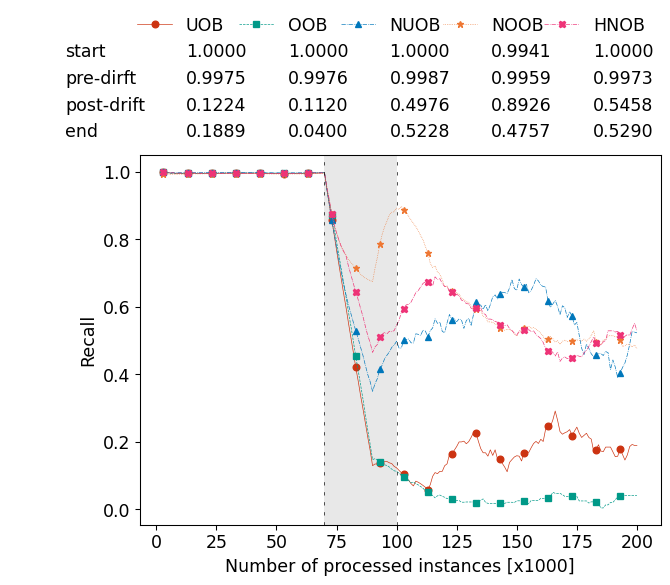 UOB OOB NUOB NOOB HNOB
start 1.0000 1.0000 1.0000 0.9941 1.0000
pre-dirft 0.9975 0.9976 0.9987 0.9959 0.9973
post-drift 0.1224 0.1120 0.4976 0.8926 0.5458
end 0.1889 0.0400 0.5228 0.4757 0.5290
1.0
0.8
0.6
0.4
0.2
0.0
Recall
0 25 50 75 100 125 150 175 200
Number of processed instances [x1000]